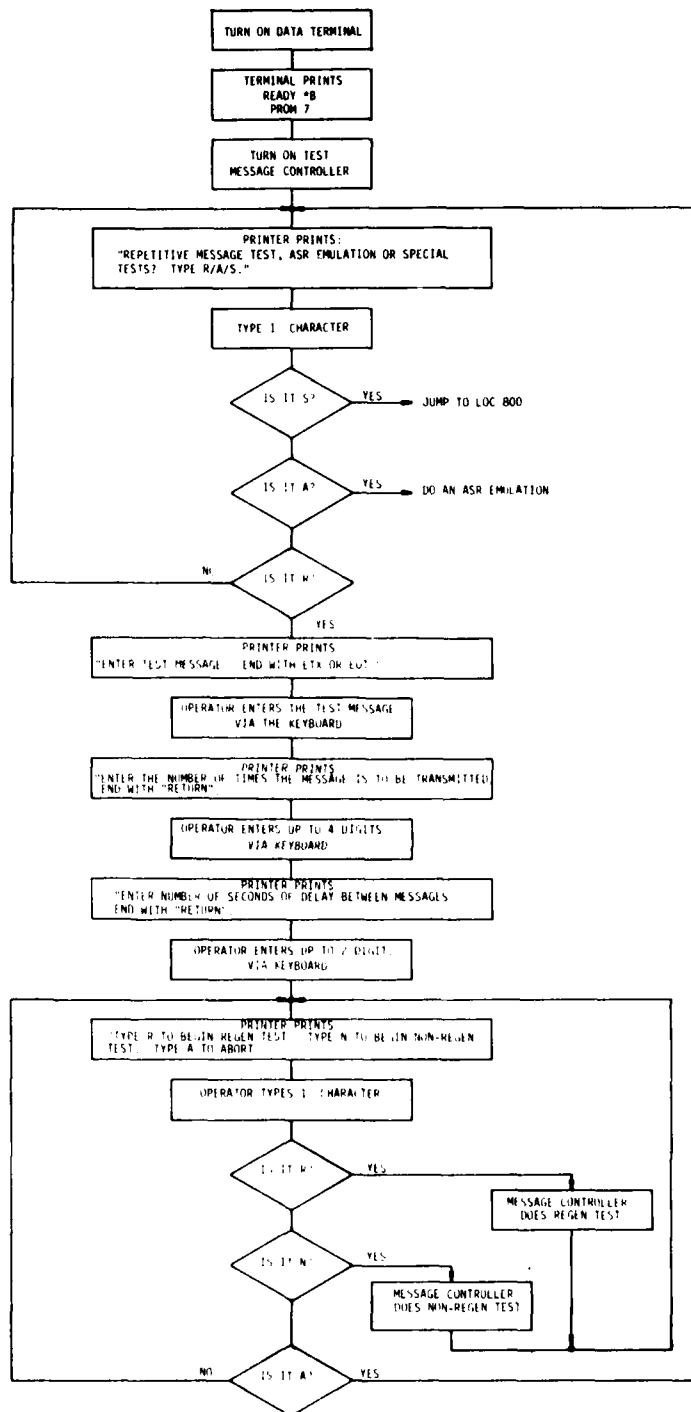 TURN ON DATA TERMINAL
TERMINAL PRINTS
READY *B
PROM 7
TURN ON TEST
MESSAGE CONTROLLER
PRINTER PRINTS:
"REPETITIVE MESSAGE TEST, ASR EMULATION OR SPECIAL
TESTS? TYPE R/A/S."
TYPE 1 CHARACTER
IS IT S?
YES
JUMP TO LOC 800
IS IT A?
YES
DO AN ASR EMULATION
NO
IS IT R?
YES
PRINTER PRINTS
"ENTER TEST MESSAGE END WITH ETX OR EOT "
OPERATOR ENTERS THE TEST MESSAGE
VIA THE KEYBOARD
PRINTER PRINTS
"ENTER THE NUMBER OF TIMES THE MESSAGE IS TO BE TRANSMITTED
END WITH "RETURN".
OPERATOR ENTERS UP TO 4 DIGITS
VIA KEYBOARD
PRINTER PRINTS
"ENTER NUMBER OF SECONDS OF DELAY BETWEEN MESSAGES
END WITH "RETURN".
OPERATOR ENTERS UP TO 2 DIGIT
VIA KEYBOARD
PRINTER PRINTS
"TYPE R TO BEGIN REGEN TEST TYPE N TO BEGIN NON-REGEN
TEST. TYPE A TO ABORT
OPERATOR TYPES 1 CHARACTER
IS IT R?
YES
MESSAGE CONTROLLER
DOES REGEN TEST
IS IT N?
YES
MESSAGE CONTROLLER
DOES NON-REGEN TEST
NO
IS IT A?
YES